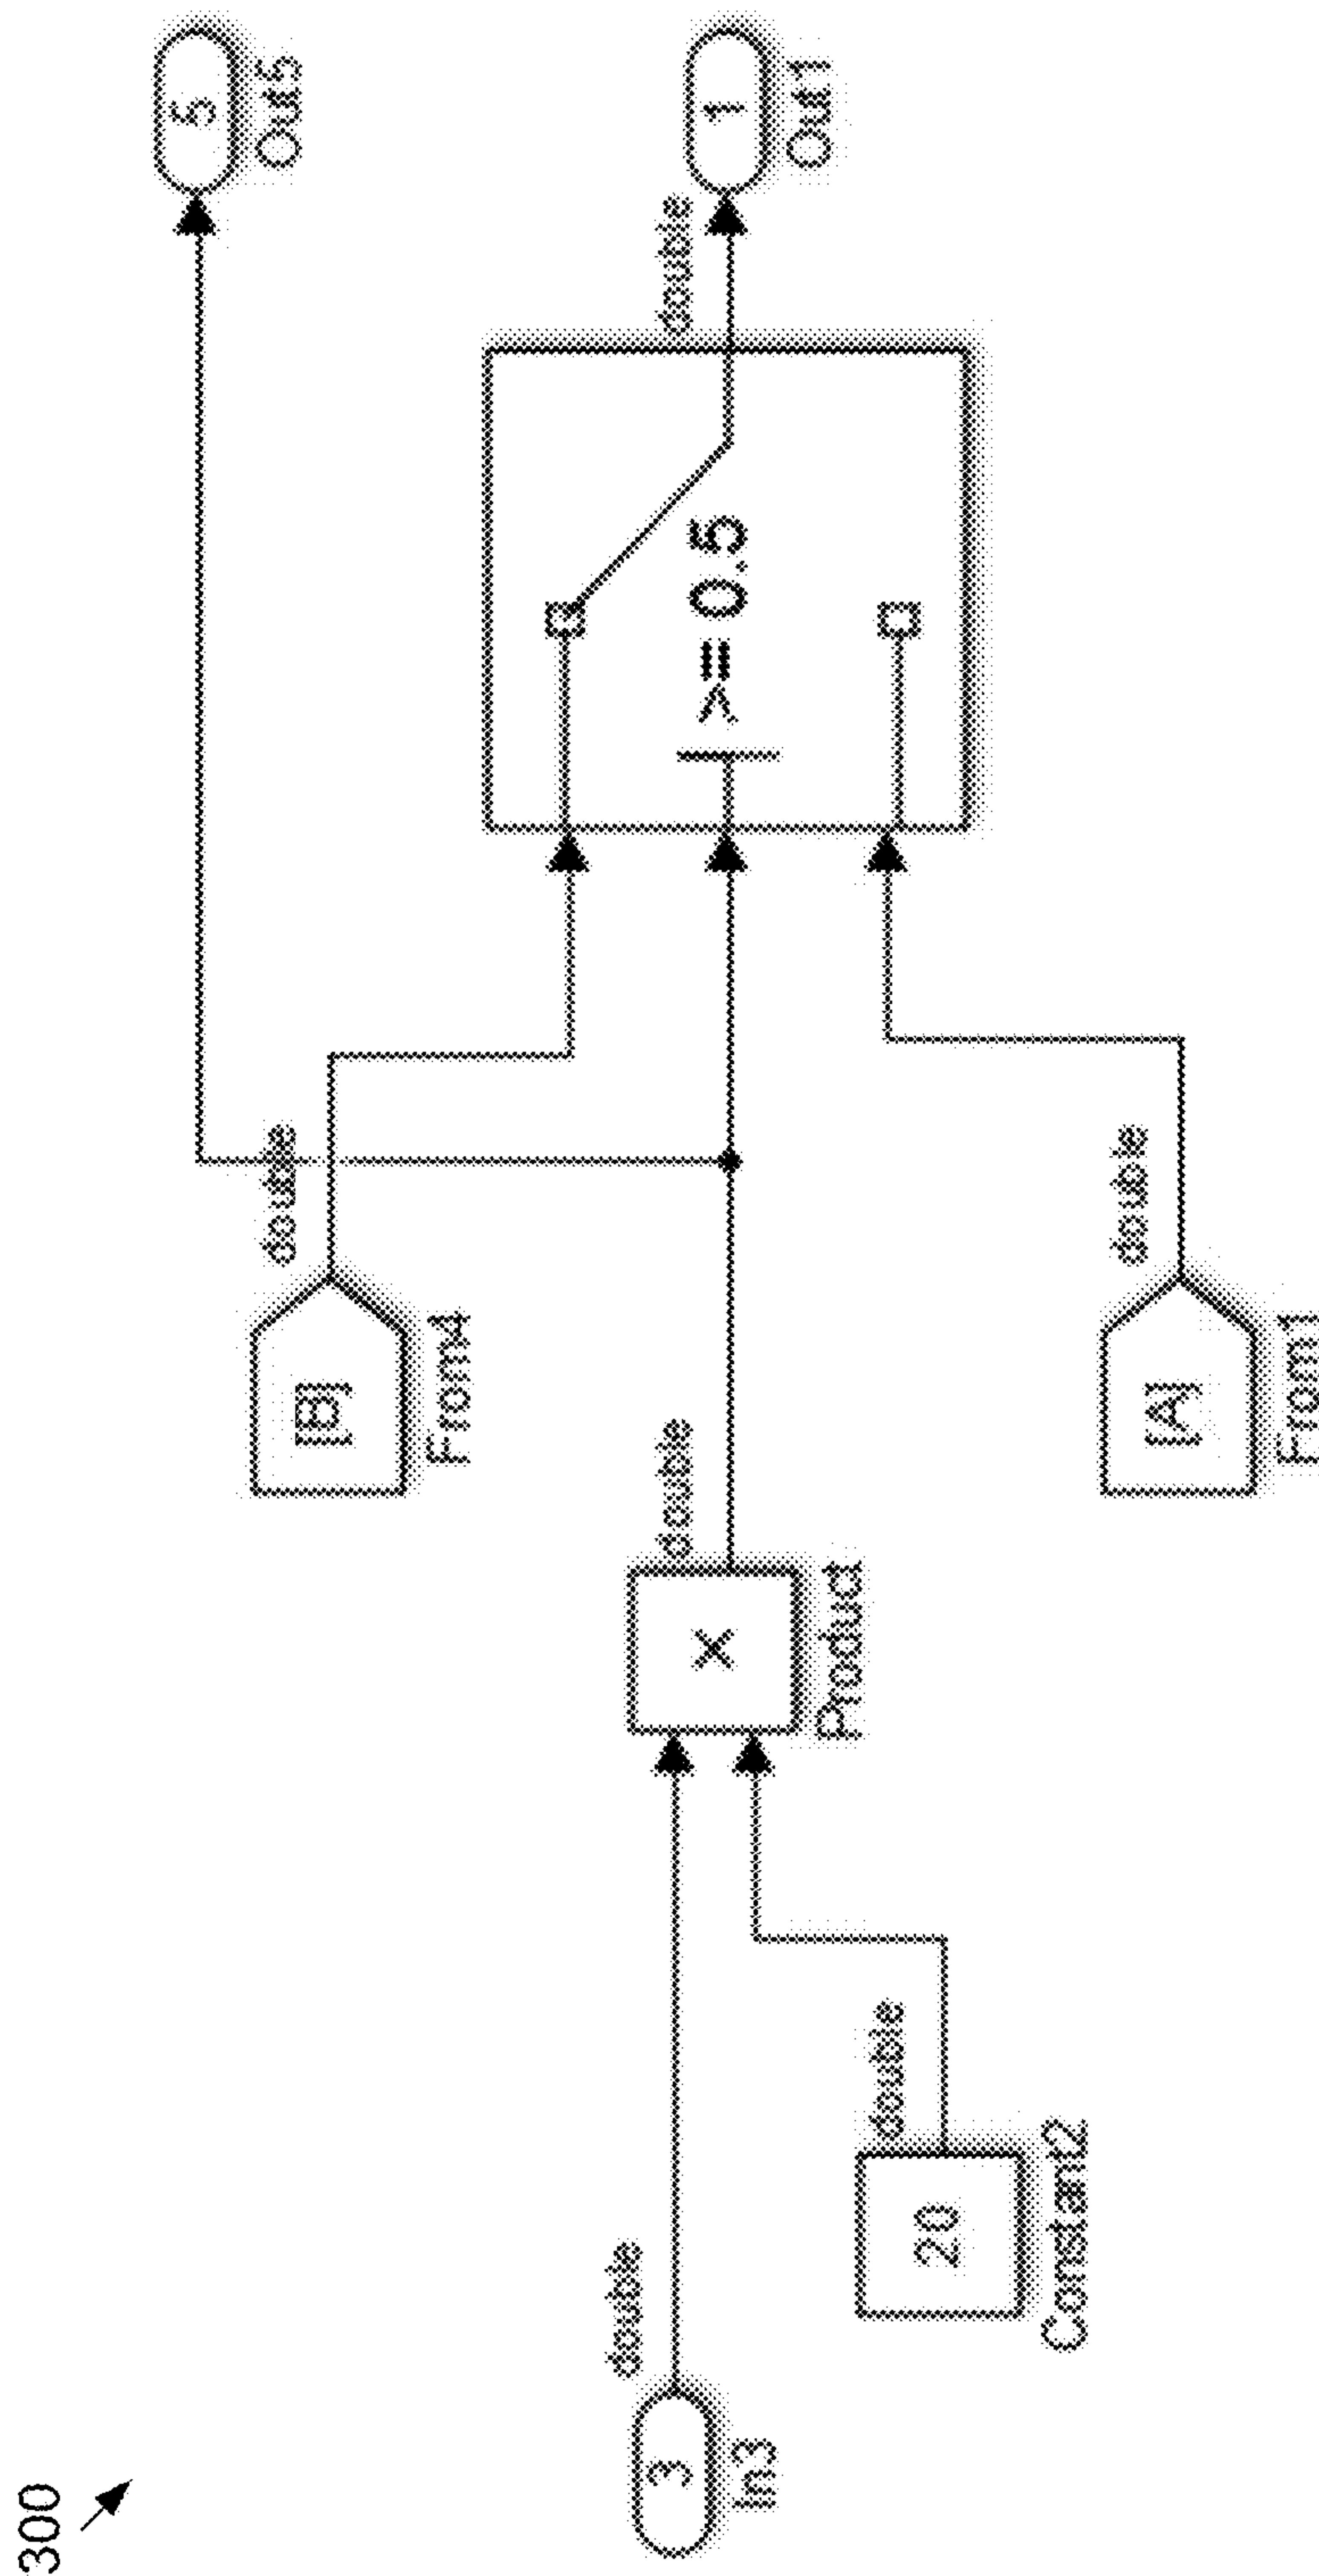 300
5
Out5
double
[B]
From4
double
1
Out1
>= 0.5
double
3
In3
×
Product
double
20
Constant2
double
[A]
From1
double